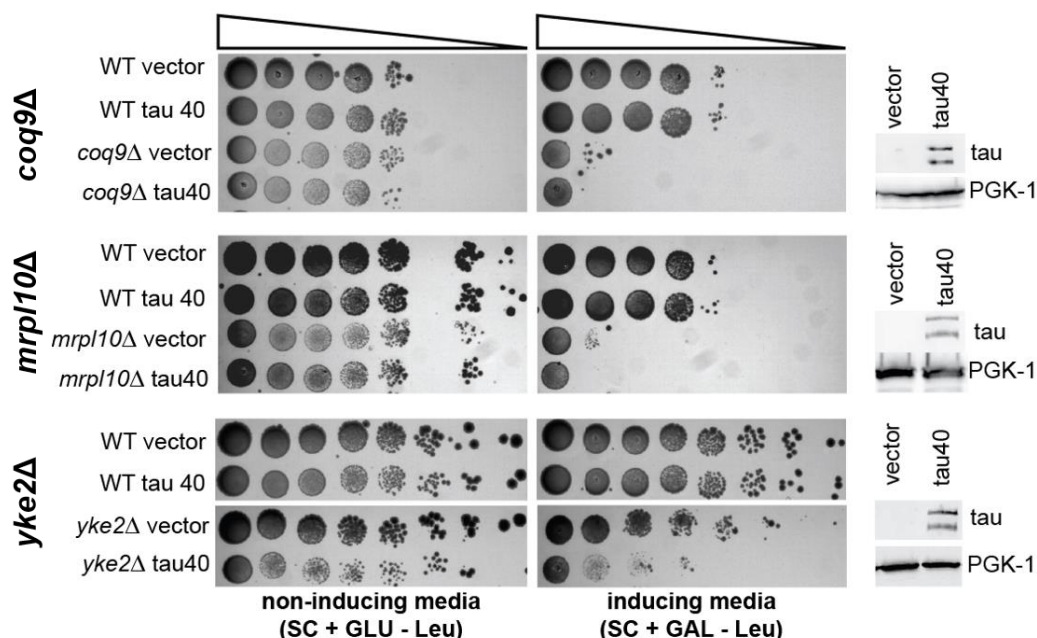 coq9Δ
WT vector
WT tau 40
coq9Δ vector
coq9Δ tau40
vector
tau40
tau
PGK-1
mrpl10Δ
WT vector
WT tau 40
mrpl10Δ vector
mrpl10Δ tau40
vector
tau40
tau
PGK-1
yke2Δ
WT vector
WT tau 40
yke2Δ vector
yke2Δ tau40
vector
tau40
tau
PGK-1
non-inducing media
(SC + GLU - Leu)
inducing media
(SC + GAL - Leu)